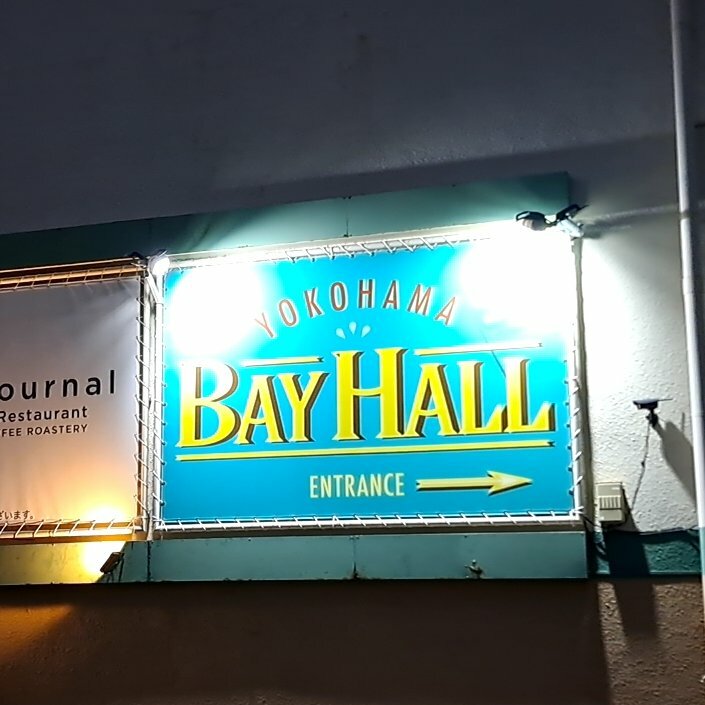 ournal
Restaurant
FEE ROASTERY
ざいます。
YOKOHAMA
BAY HALL
ENTRANCE